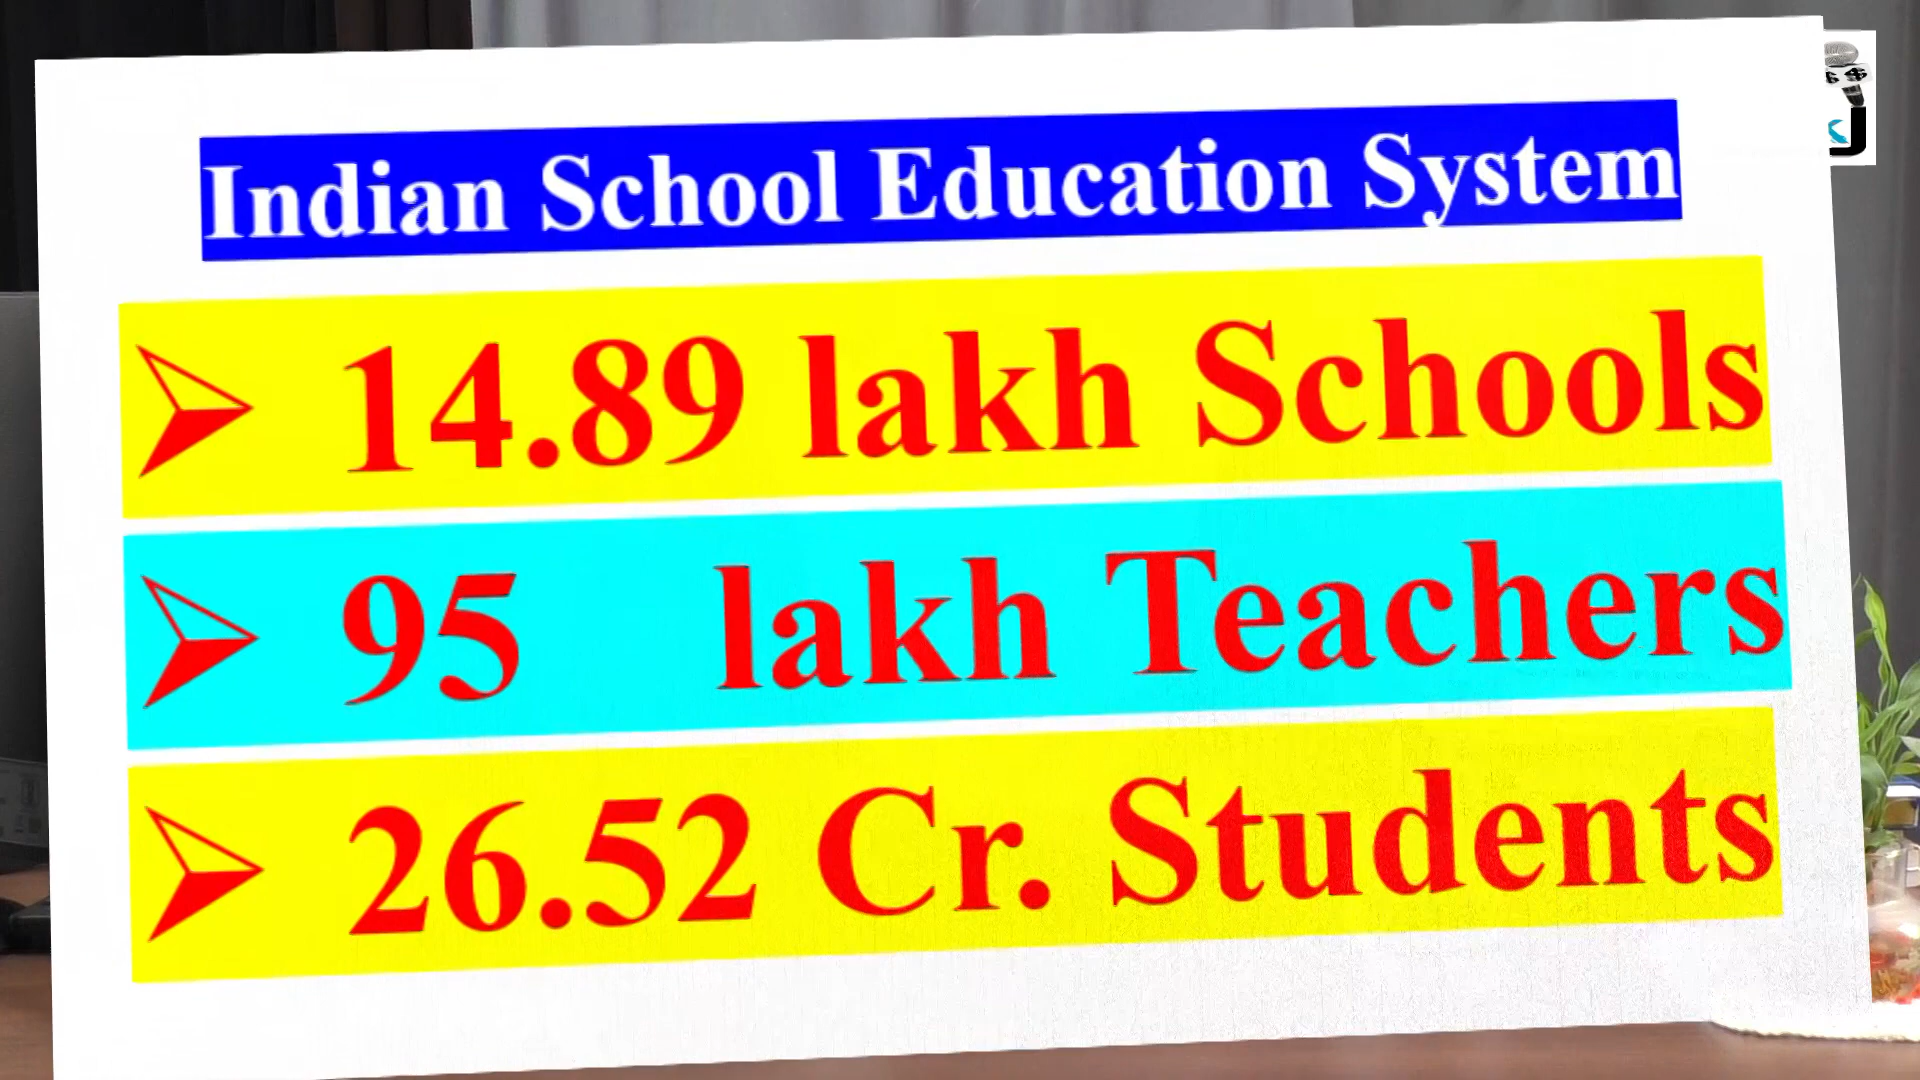 Indian School Education System
➢ 14.89 lakh Schools
➢ 95 lakh Teachers
➢ 26.52 Cr. Students
$ $